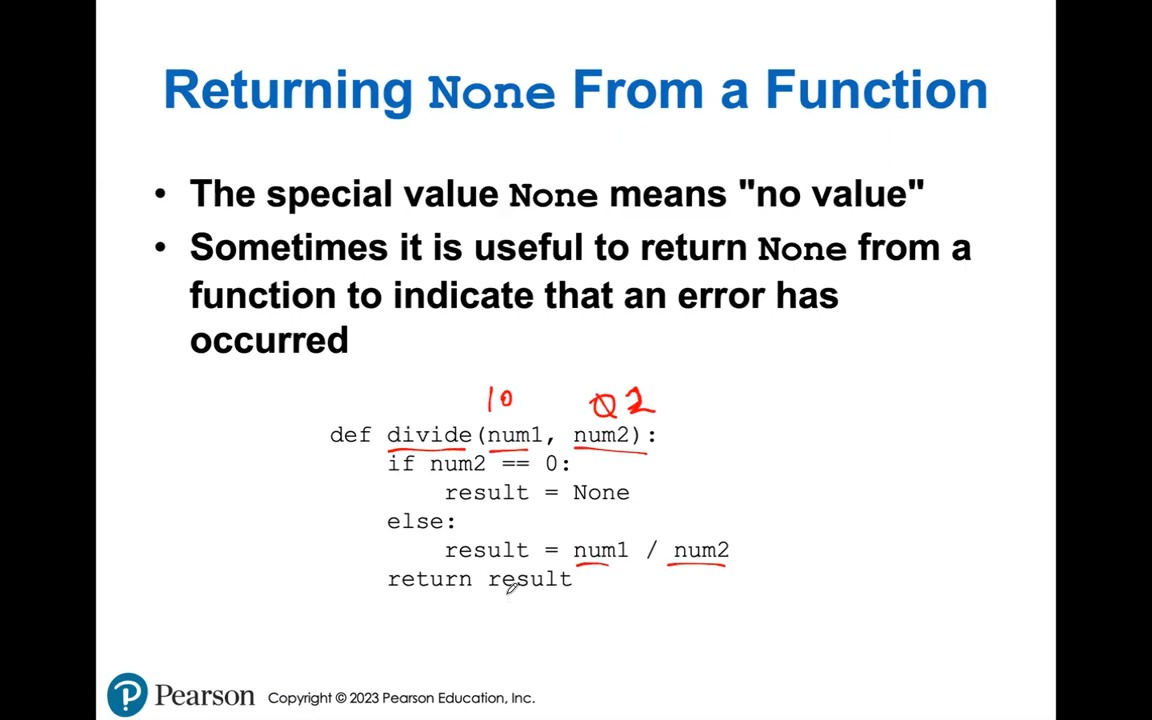 Returning None From a Function
• The special value None means "no value"
• Sometimes it is useful to return None from a
function to indicate that an error has
occurred
10 0 2
def divide(num1, num2):
if num2 == 0:
result = None
else:
result = num1 / num2
return result
Pearson Copyright © 2023 Pearson Education, Inc.